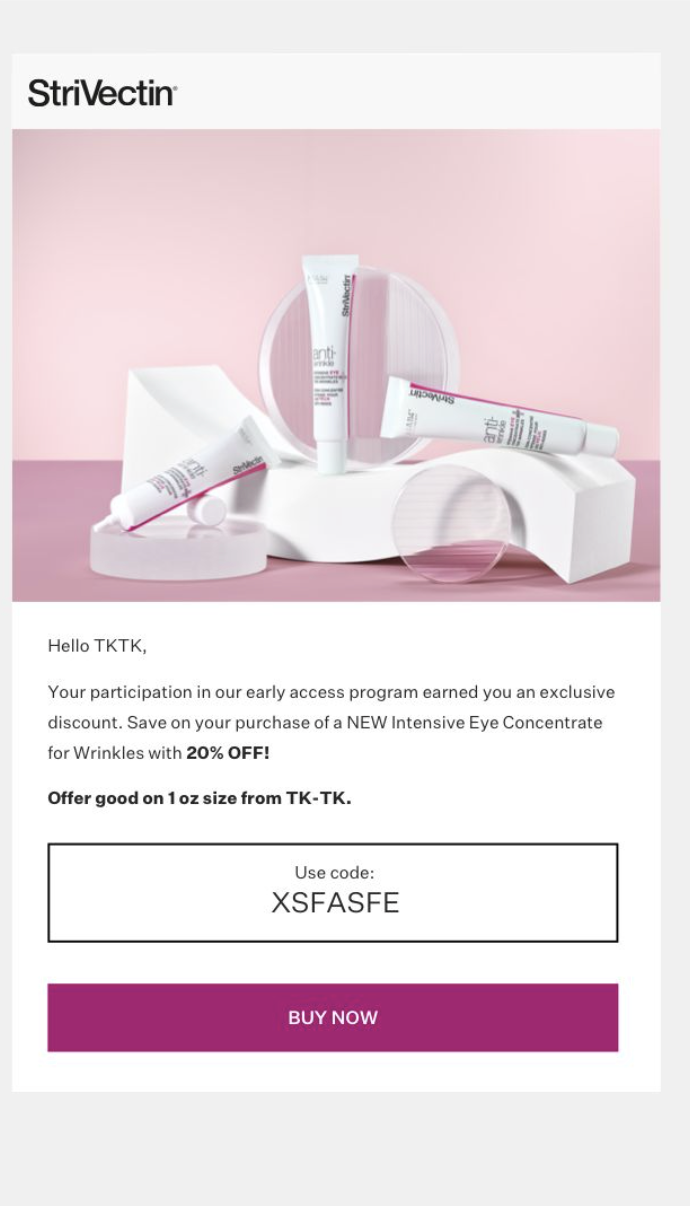 StriVectin®
StriVectin
anti-
wrinkle
StriVectin
anti-
wrinkle
StriVectin
anti-
Hello TKTK,
Your participation in our early access program earned you an exclusive
discount. Save on your purchase of a NEW Intensive Eye Concentrate
for Wrinkles with 20% OFF!
Offer good on 1 oz size from TK-TK.
Use code:
XSFASFE
BUY NOW